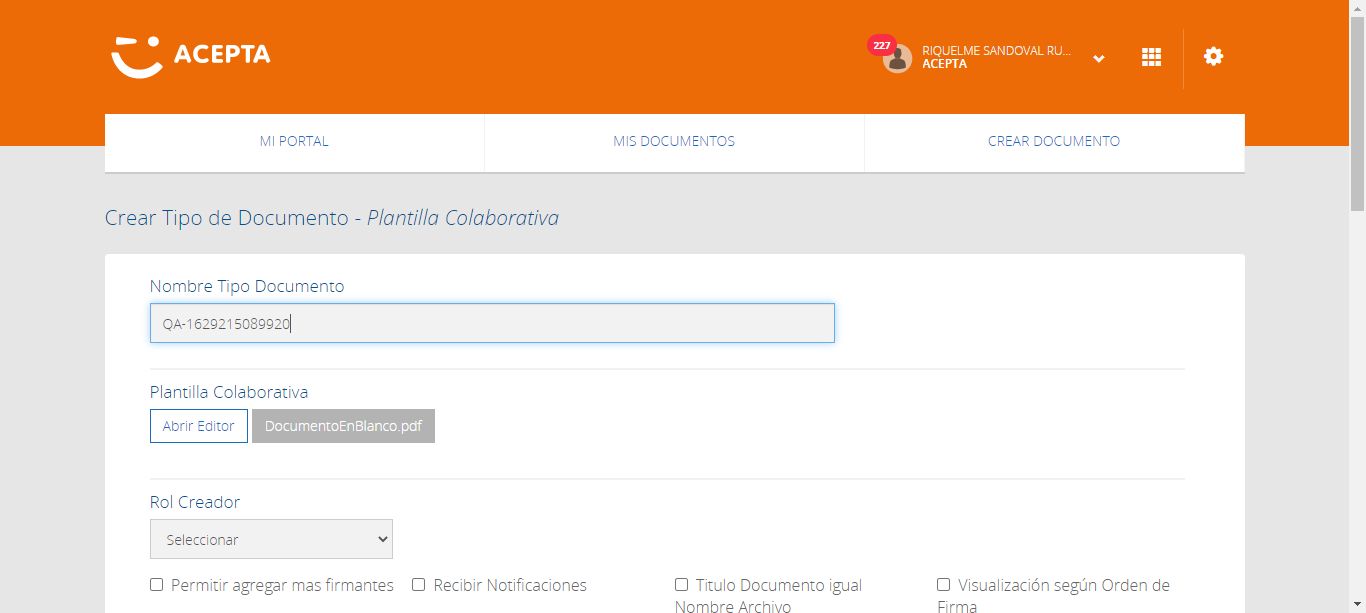 ACEPTA
227
RIQUELME SANDOVAL RU...
ACEPTA
MI PORTAL
MIS DOCUMENTOS
CREAR DOCUMENTO
Crear Tipo de Documento - Plantilla Colaborativa
Nombre Tipo Documento
QA-1629215089920
Plantilla Colaborativa
Abrir Editor
DocumentoEnBlanco.pdf
Rol Creador
Seleccionar
Permitir agregar mas firmantes
Recibir Notificaciones
Titulo Documento igual
Nombre Archivo
Visualización según Orden de
Firma